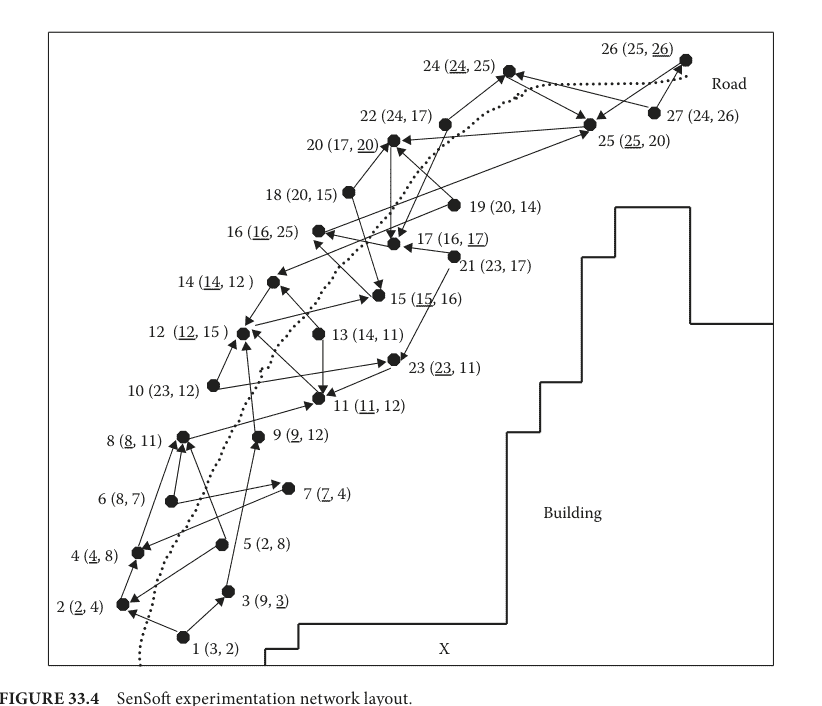 26 (25, 26)
24 (24, 25)
Road
22 (24, 17)
27 (24, 26)
20 (17, 20)
25 (25, 20)
18 (20, 15)
19 (20, 14)
16 (16, 25)
17 (16, 17)
21 (23, 17)
14 (14, 12 )
15 (15, 16)
12 (12, 15 )
13 (14, 11)
23 (23, 11)
10 (23, 12)
11 (11, 12)
8 (8, 11)
9 (9, 12)
6 (8, 7)
7 (7, 4)
Building
4 (4, 8)
5 (2, 8)
2 (2, 4)
3 (9, 3)
1 (3, 2)
X
FIGURE 33.4 SenSoft experimentation network layout.